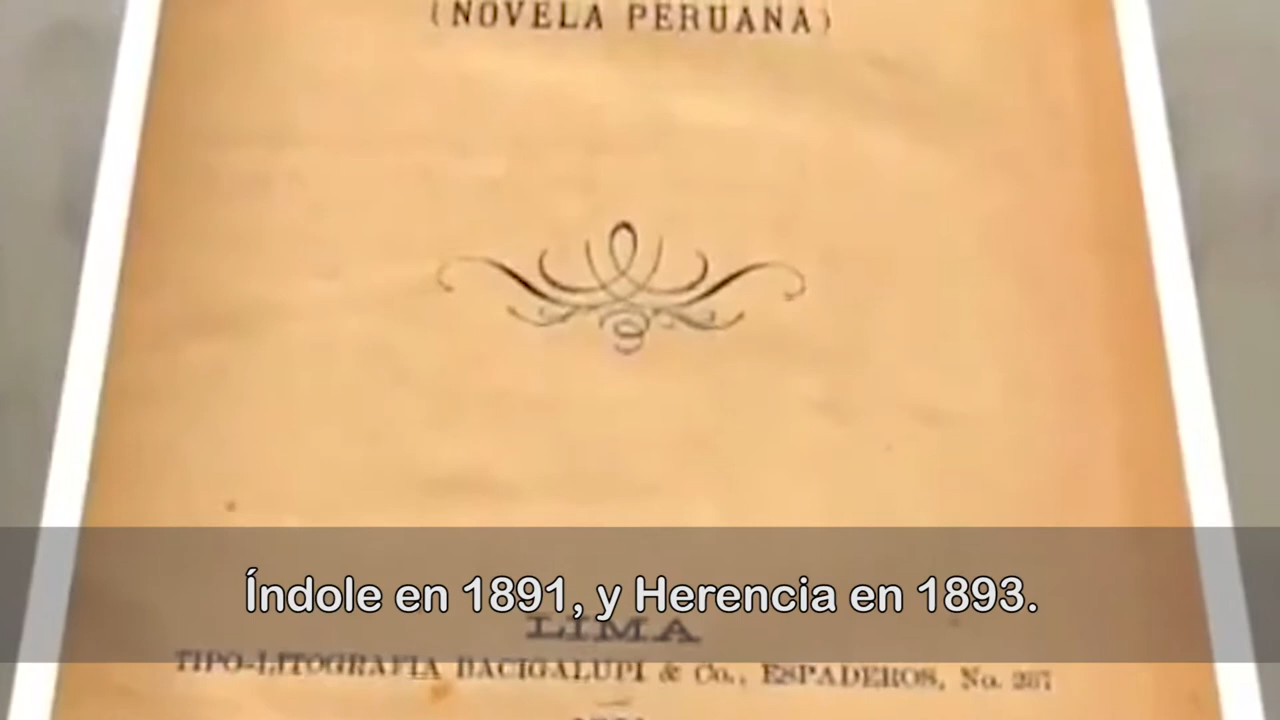 (NOVELA PERUANA)
Índole en 1891, y Herencia en 1893.
LIMA
TIPO-LITOGRAFIA BACIGALUPI & Co., ESPADEROS, No. 267